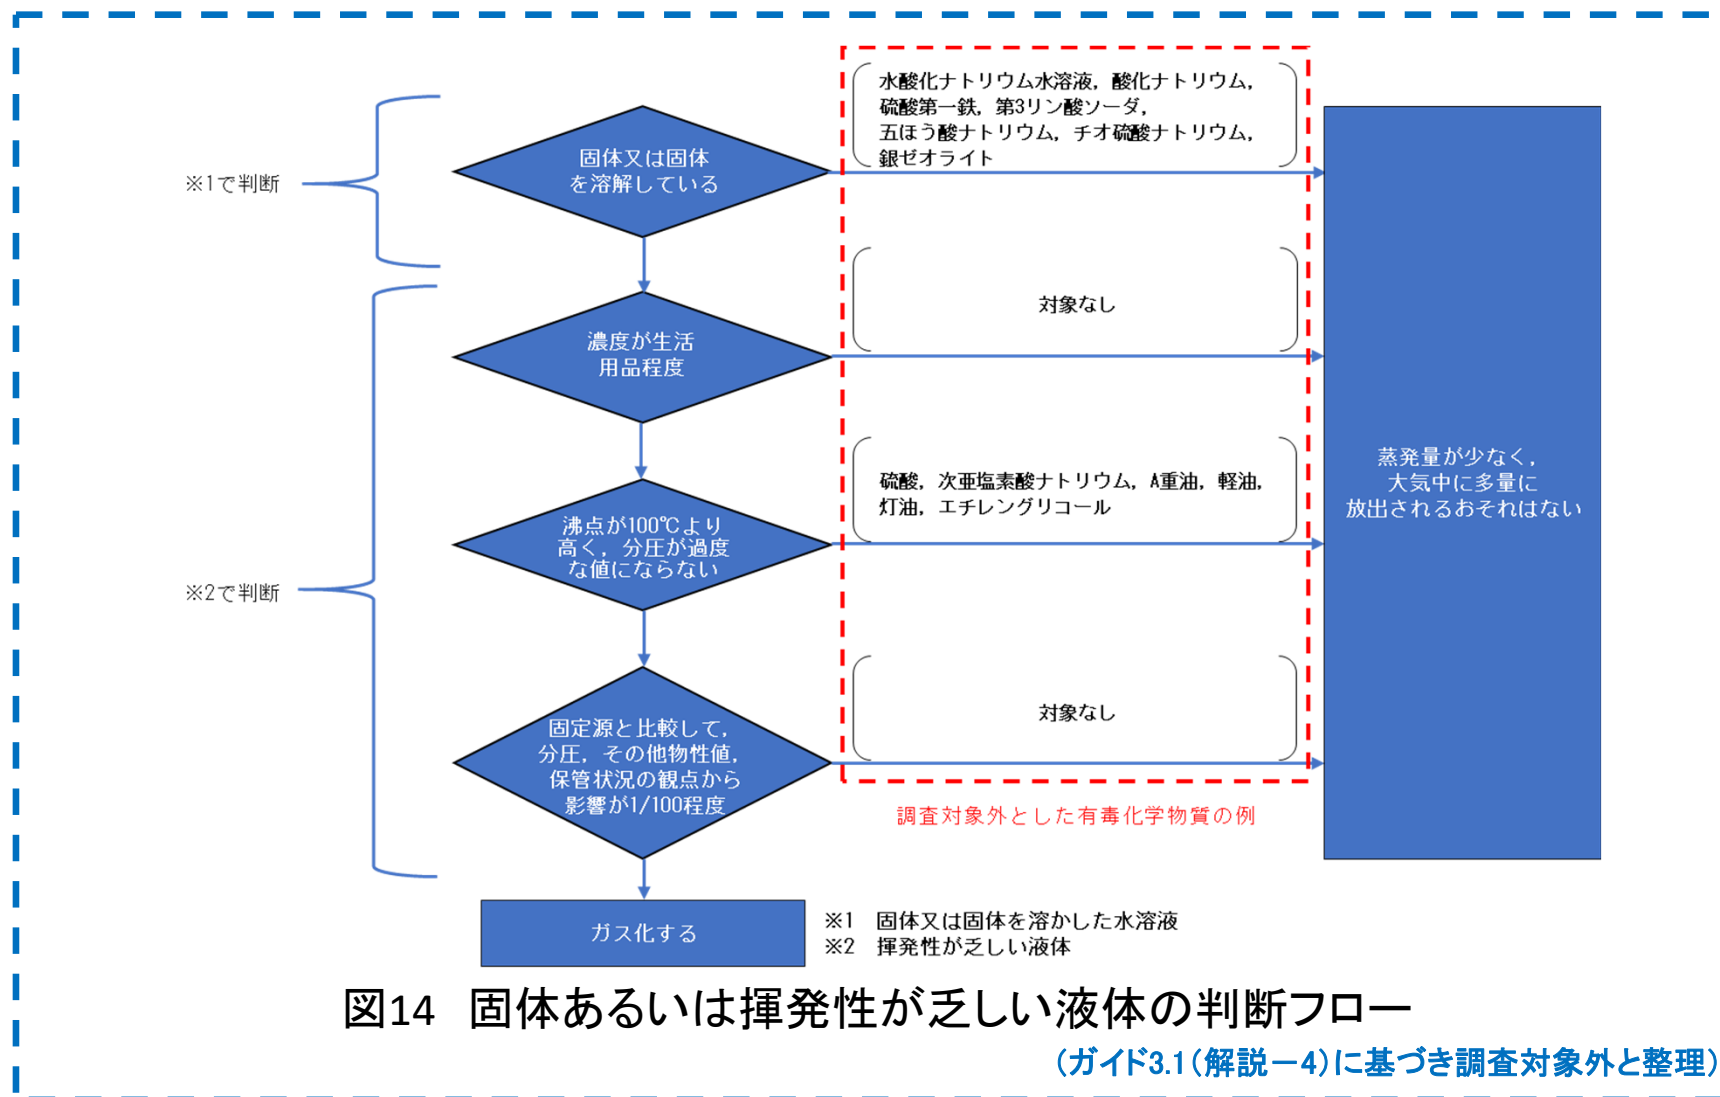 水酸化ナトリウム水溶液，酸化ナトリウム，
硫酸第一鉄，第3リン酸ソーダ，
五ほう酸ナトリウム，チオ硫酸ナトリウム，
銀ゼオライト
固体又は固体
を溶解している
※1で判断
対象なし
濃度が生活
用品程度
硫酸，次亜塩素酸ナトリウム，A重油，軽油，
灯油，エチレングリコール
沸点が100℃より
高く，分圧が過度
な値にならない
※2で判断
対象なし
固定源と比較して，
分圧，その他物性値，
保管状況の観点から
影響が1/100程度
蒸発量が少なく，
大気中に多量に
放出されるおそれはない
調査対象外とした有毒化学物質の例
ガス化する
※1　固体又は固体を溶かした水溶液
※2　揮発性が乏しい液体
図14　固体あるいは揮発性が乏しい液体の判断フロー
（ガイド3.1（解説－4）に基づき調査対象外と整理）